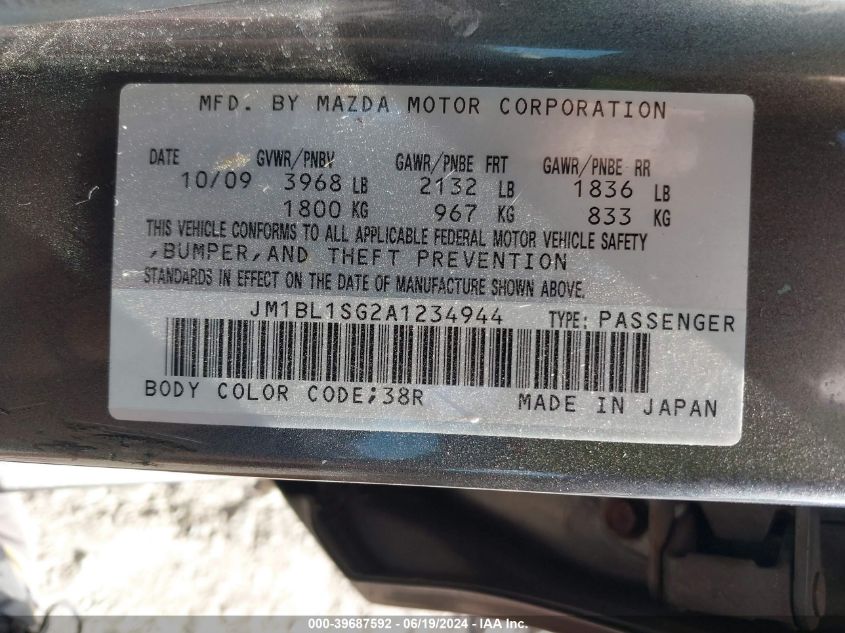 MFD. BY MAZDA MOTOR CORPORATION
DATE GVWR/PNBV GAWR/PNBE FRT GAWR/PNBE RR
10/09 3968 LB 2132 LB 1836 LB
1800 KG 967 KG 833 KG
THIS VEHICLE CONFORMS TO ALL APPLICABLE FEDERAL MOTOR VEHICLE SAFETY
,BUMPER,AND THEFT PREVENTION
STANDARDS IN EFFECT ON THE DATE OF MANUFACTURE SHOWN ABOVE.
JM1BL1SG2A1234944 TYPE: PASSENGER
BODY COLOR CODE;38R MADE IN JAPAN
000-39687592 - 06/19/2024 - IAA, Inc.